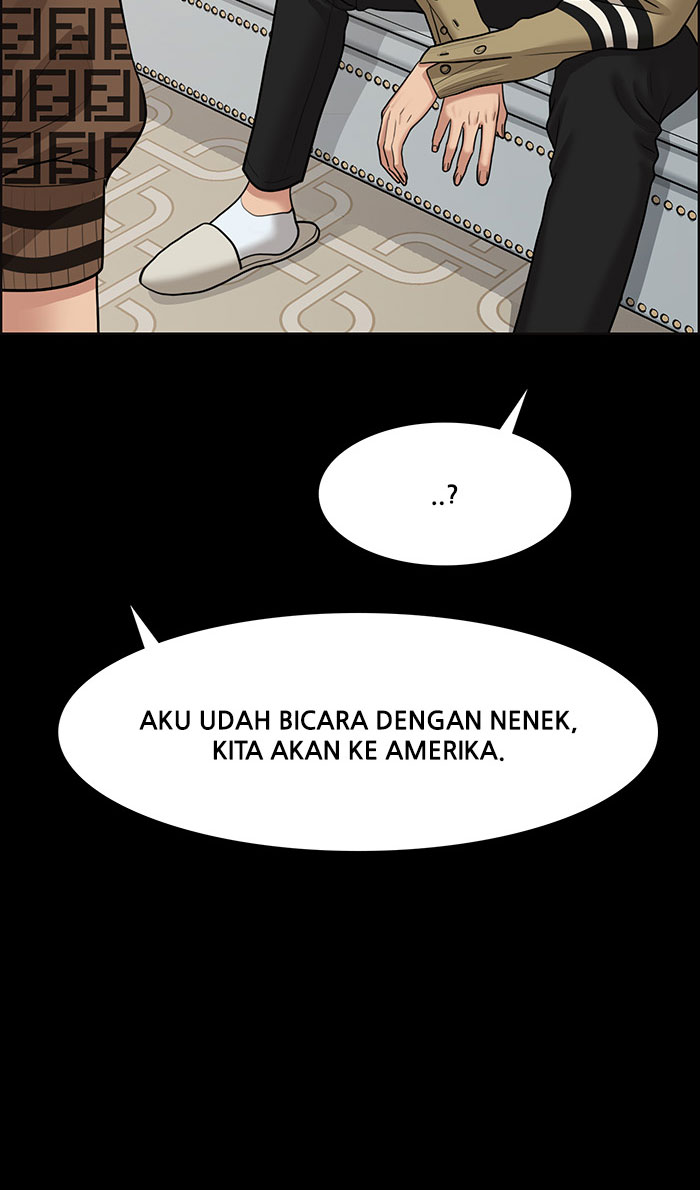 ..?
AKU UDAH BICARA DENGAN NENEK,
KITA AKAN KE AMERIKA.